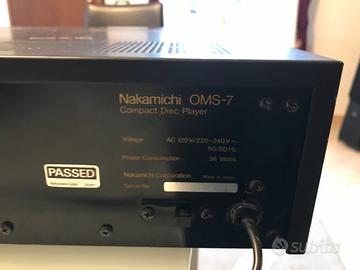 Nakamichi OMS-7
Compact Disc Player
Voltage AC 120V/220-240V~
50/60 Hz
Power Consumption 36 Watts
Nakamichi Corporation Made in Japan
Serial No.
PASSED
subito